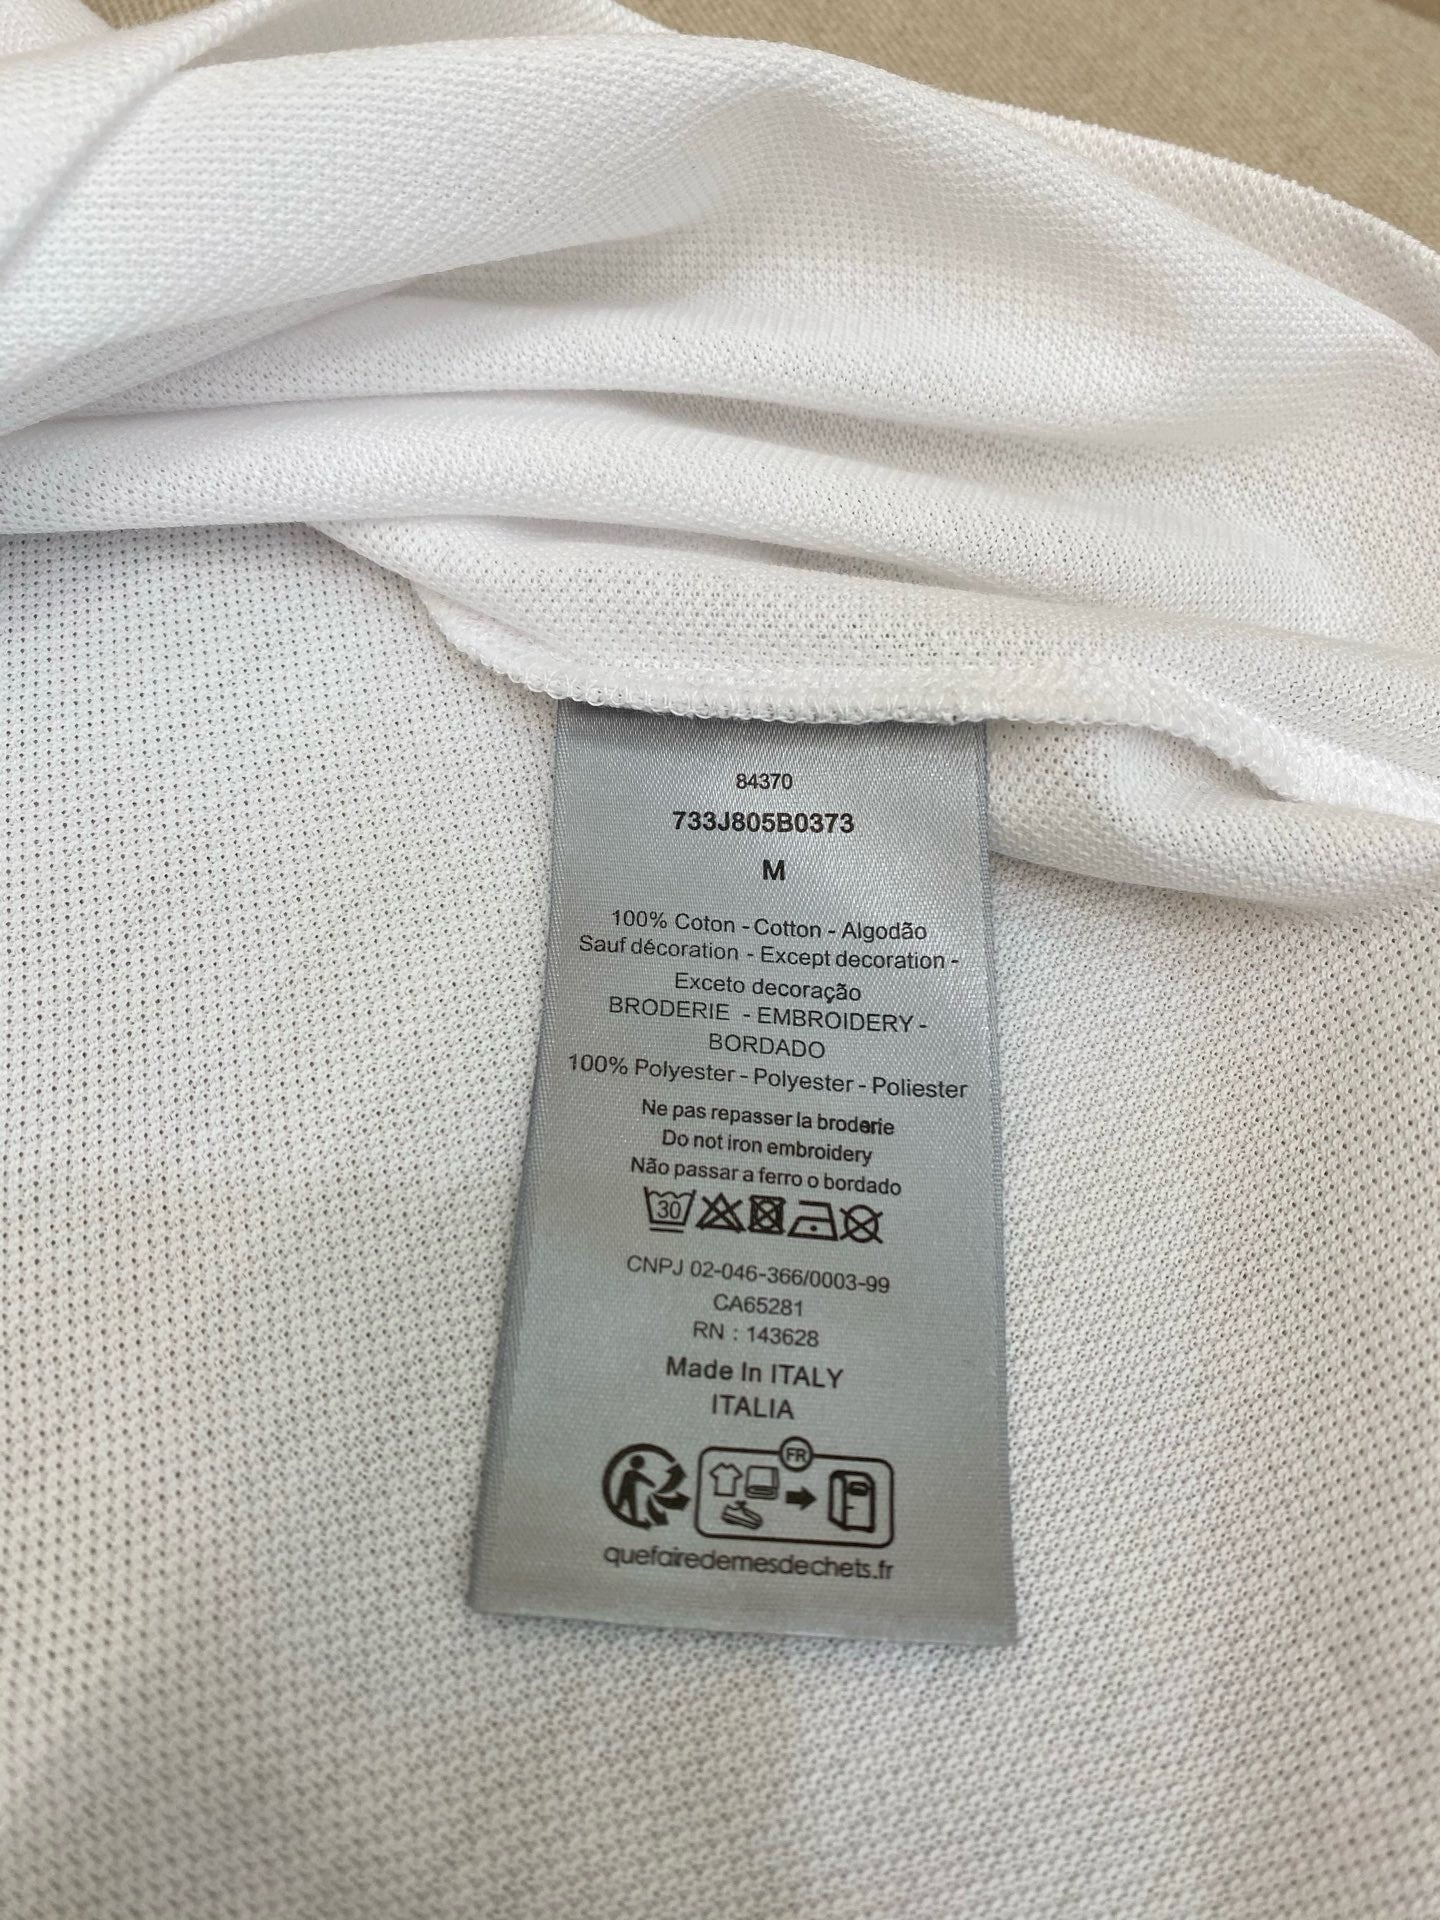 84370
733J805B0373
M
100% Coton - Cotton - Algodão
Sauf décoration - Except decoration -
Exceto decoração
BRODERIE - EMBROIDERY -
BORDADO
100% Polyester - Polyester - Poliester
Ne pas repasser la broderie
Do not iron embroidery
Não passar a ferro o bordado
30
CNPJ 02-046-366/0003-99
CA65281
RN : 143628
Made In ITALY
ITALIA
FR
quefairedemesdechets.fr